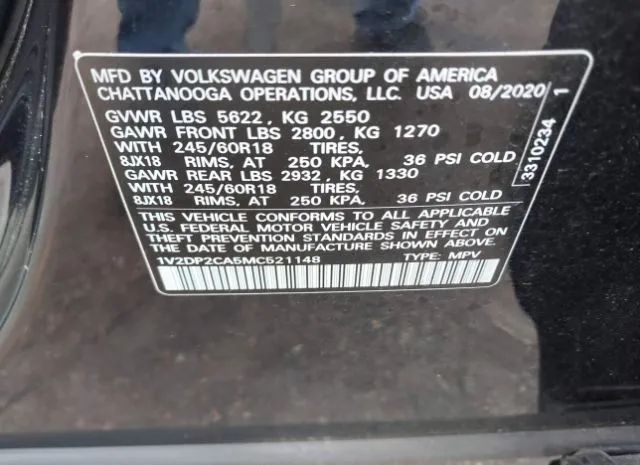 MFD BY VOLKSWAGEN GROUP OF AMERICA
CHATTANOOGA OPERATIONS, LLC. USA 08/2020
GVWR LBS 5622 , KG 2550
GAWR FRONT LBS 2800 , KG 1270
WITH 245/60R18 TIRES,
8JX18 RIMS, AT 250 KPA, 36 PSI COLD
GAWR REAR LBS 2932 , KG 1330
WITH 245/60R18 TIRES,
8JX18 RIMS, AT 250 KPA, 36 PSI COLD
THIS VEHICLE CONFORMS TO ALL APPLICABLE
U.S. FEDERAL MOTOR VEHICLE SAFETY AND
THEFT PREVENTION STANDARDS IN EFFECT ON
THE DATE OF MANUFACTURE SHOWN ABOVE.
1V2DP2CA5MC521148 TYPE: MPV
3310234 1